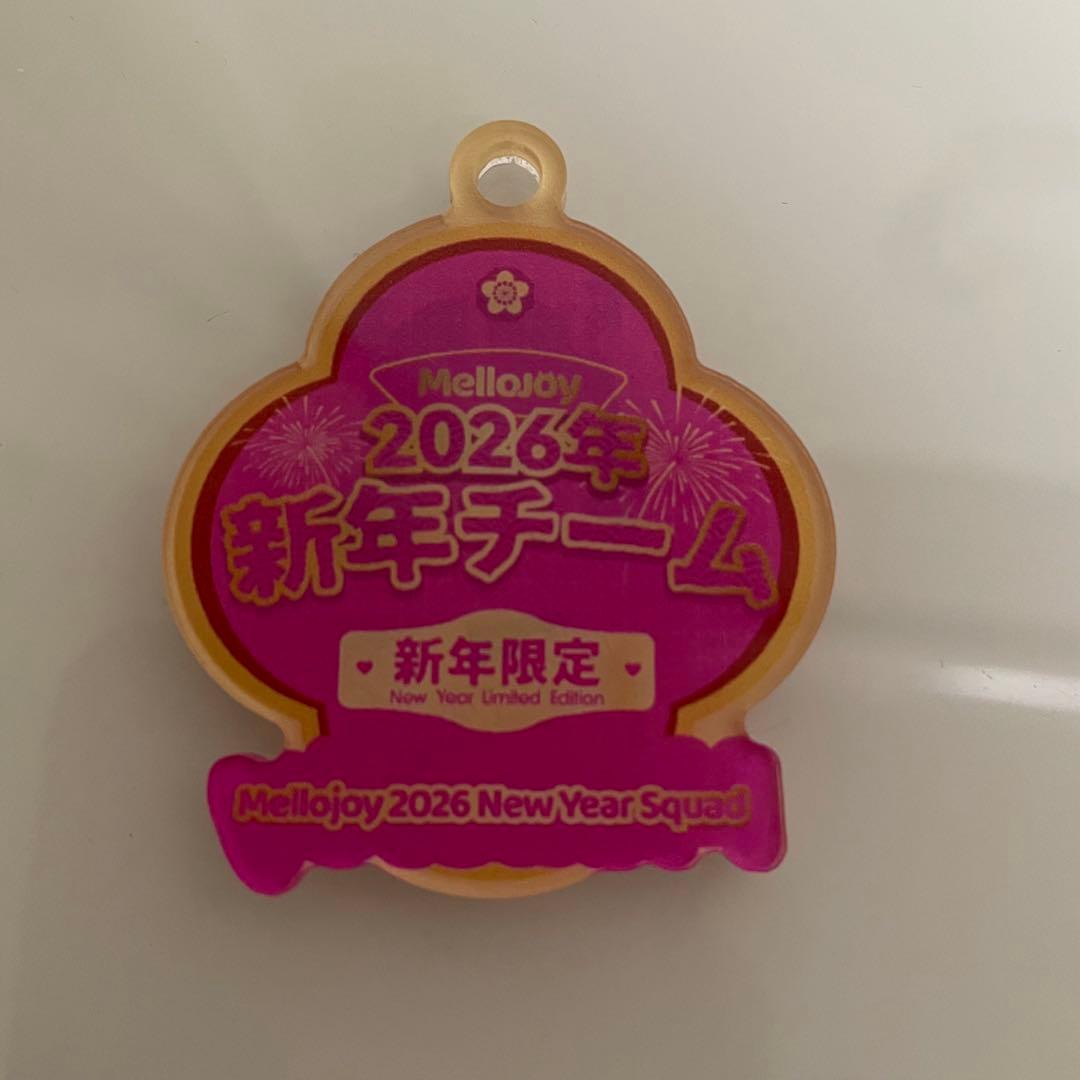 Mellojoy
2026年
新年チーム
新年限定
New Year Limited Edition
Mellojoy 2026 New Year Squad